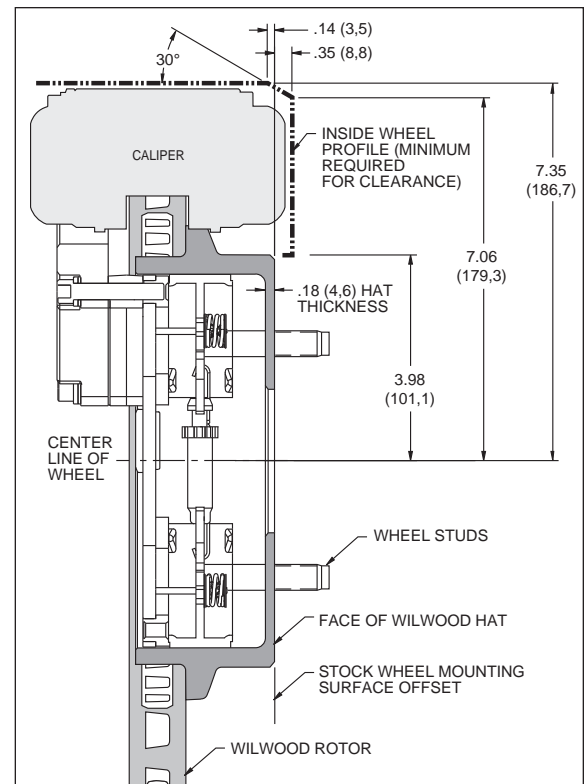 .14 (3,5)
.35 (8,8)
30°
CALIPER
INSIDE WHEEL
PROFILE (MINIMUM
REQUIRED
FOR CLEARANCE)
7.35
(186,7)
7.06
(179,3)
.18 (4,6) HAT
THICKNESS
3.98
(101,1)
CENTER
LINE OF
WHEEL
WHEEL STUDS
FACE OF WILWOOD HAT
STOCK WHEEL MOUNTING
SURFACE OFFSET
WILWOOD ROTOR